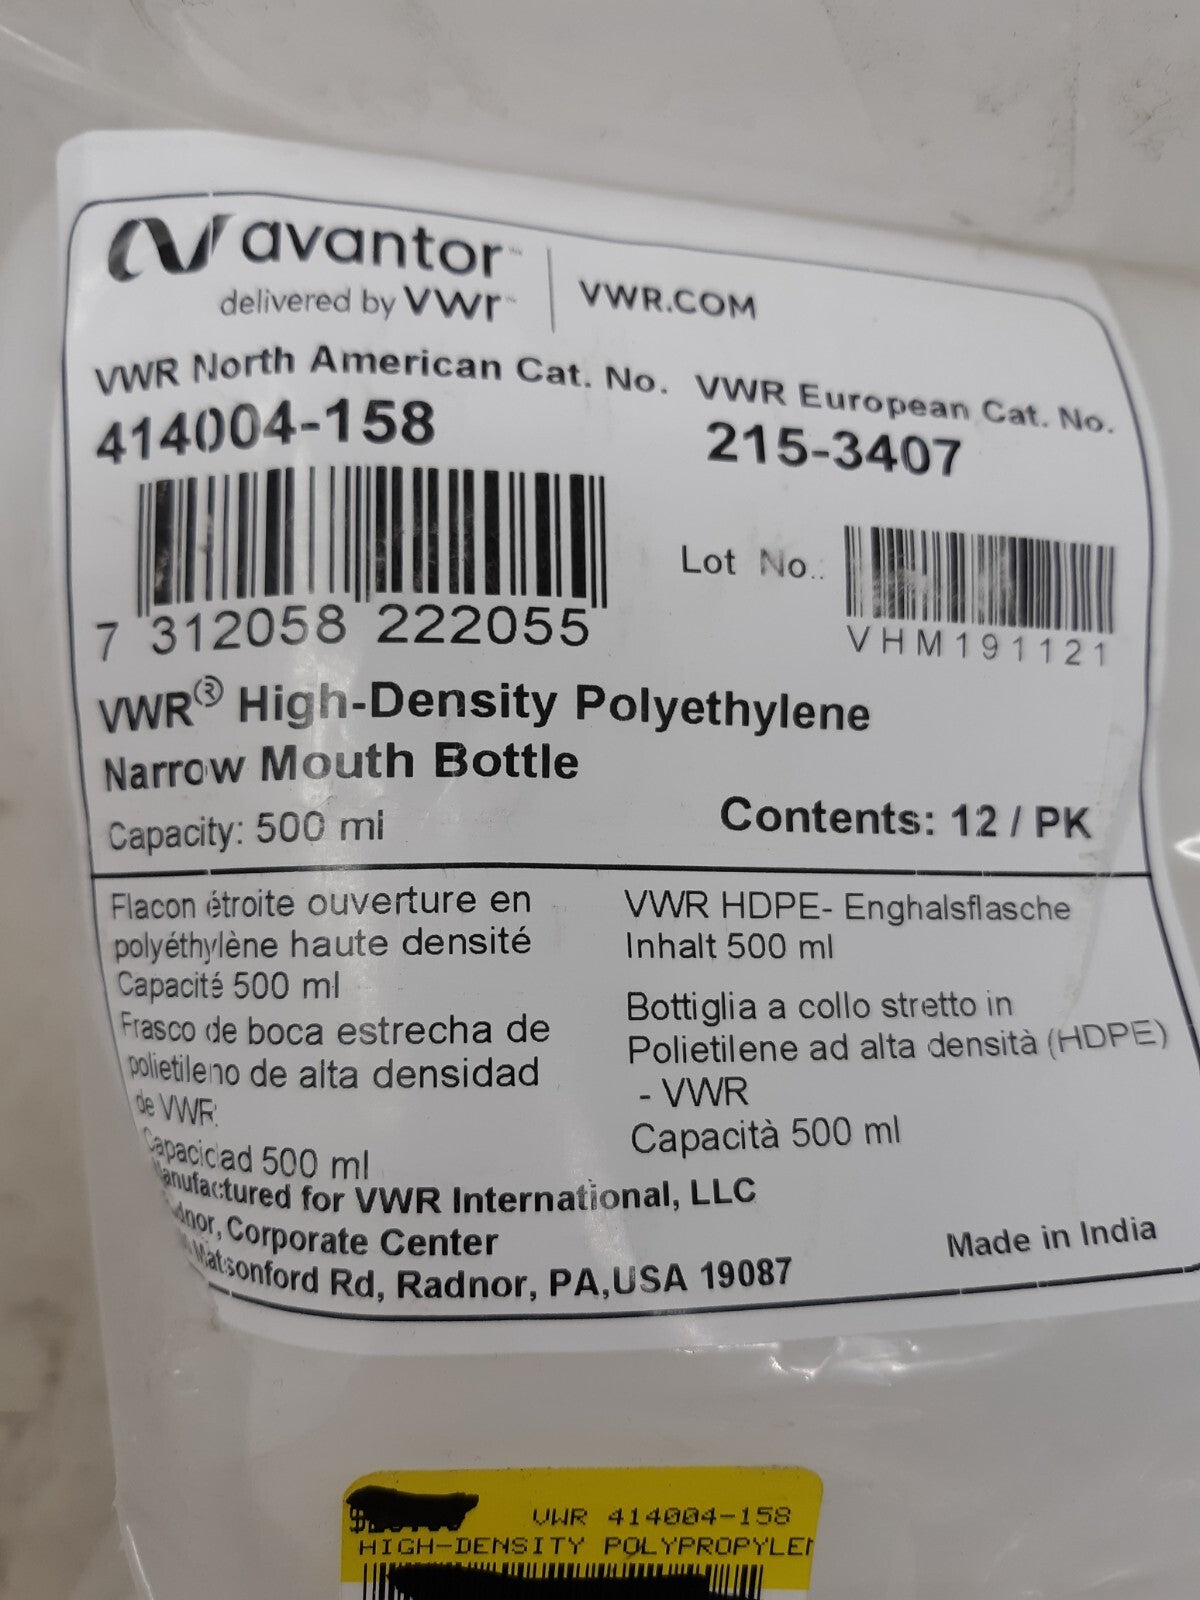 avantor™
delivered by VWr™
VWR.COM
VWR North American Cat. No.
414004-158
VWR European Cat. No.
215-3407
7 312058 222055
Lot No.:
VHM191121
VWR® High-Density Polyethylene
Narrow Mouth Bottle
Capacity: 500 ml
Contents: 12 / PK
Flacon étroite ouverture en
polyéthylène haute densité
Capacité 500 ml
Frasco de boca estrecha de
polietileno de alta densidad
de VWR:
Capacidad 500 ml
VWR HDPE- Enghalsflasche
Inhalt 500 ml
Bottiglia a collo stretto in
Polietilene ad alta densità (HDPE)
- VWR
Capacità 500 ml
Manufactured for VWR International, LLC
Corporate Center
Matsonford Rd, Radnor, PA,USA 19087
Made in India
VWR 414004-158
HIGH-DENSITY POLYPROPYLEN